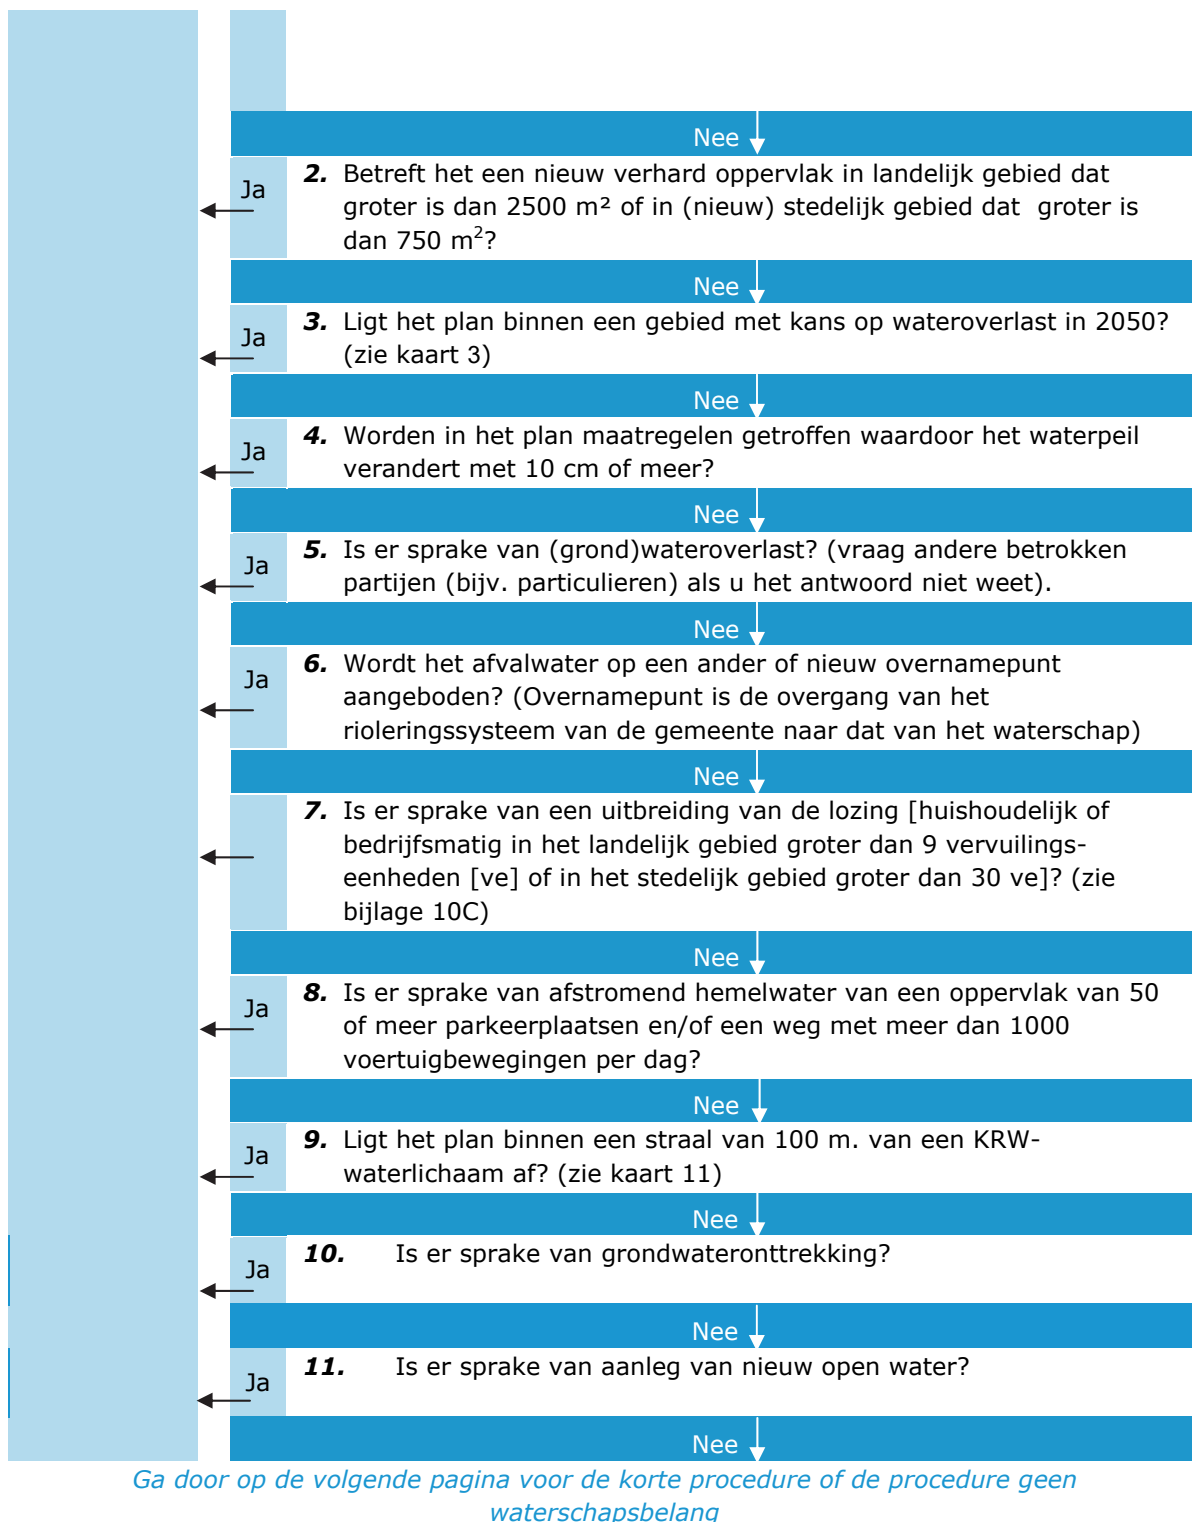 Nee
Ja
2. Betreft het een nieuw verhard oppervlak in landelijk gebied dat
groter is dan 2500 m² of in (nieuw) stedelijk gebied dat groter is
dan 750 m²?
Nee
Ja
3. Ligt het plan binnen een gebied met kans op wateroverlast in 2050?
(zie kaart 3)
Nee
Ja
4. Worden in het plan maatregelen getroffen waardoor het waterpeil
verandert met 10 cm of meer?
Nee
Ja
5. Is er sprake van (grond)wateroverlast? (vraag andere betrokken
partijen (bijv. particulieren) als u het antwoord niet weet).
Nee
Ja
6. Wordt het afvalwater op een ander of nieuw overnamepunt
aangeboden? (Overnamepunt is de overgang van het
rioleringssysteem van de gemeente naar dat van het waterschap)
Nee
7. Is er sprake van een uitbreiding van de lozing [huishoudelijk of
bedrijfsmatig in het landelijk gebied groter dan 9 vervuilings-
eenheden [ve] of in het stedelijk gebied groter dan 30 ve]? (zie
bijlage 10C)
Nee
Ja
8. Is er sprake van afstromend hemelwater van een oppervlak van 50
of meer parkeerplaatsen en/of een weg met meer dan 1000
voertuigbewegingen per dag?
Nee
Ja
9. Ligt het plan binnen een straal van 100 m. van een KRW-
waterlichaam af? (zie kaart 11)
Nee
Ja
10. Is er sprake van grondwateronttrekking?
Nee
Ja
11. Is er sprake van aanleg van nieuw open water?
Nee
Ga door op de volgende pagina voor de korte procedure of de procedure geen
waterschapsbelang